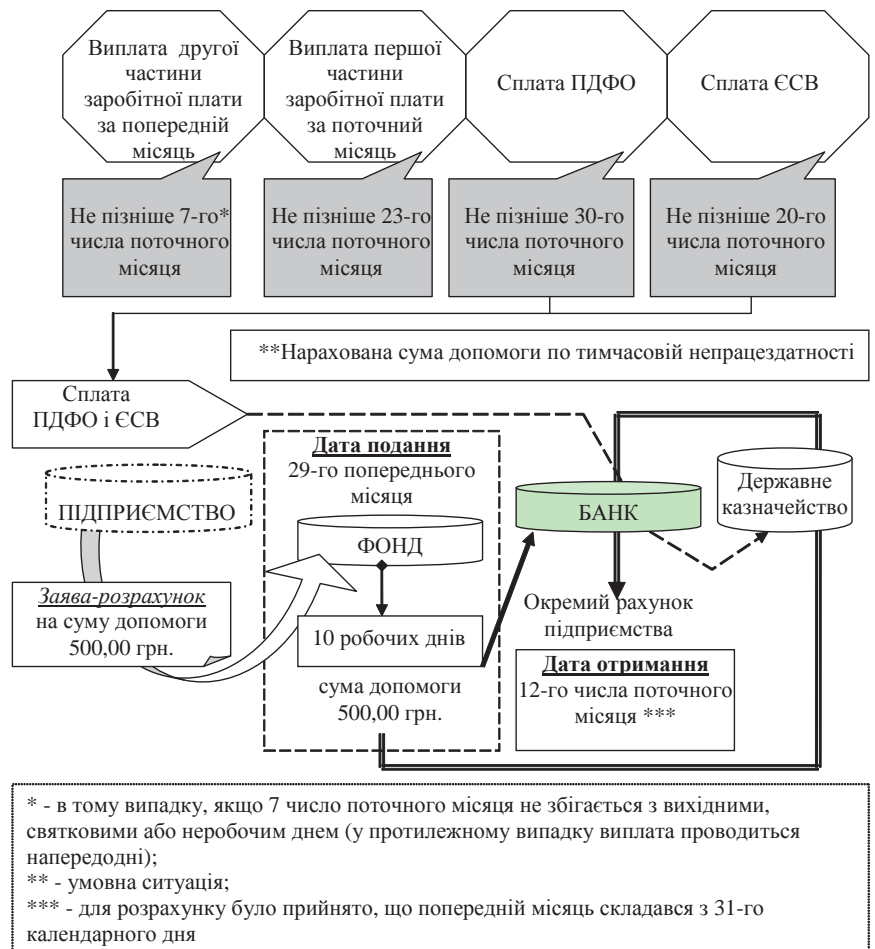 Виплата другої
частини
заробітної плати
за попередній
місяць
Виплата першої
частини
заробітної плати
за поточний
місяць
Сплата ПДФО
Сплата ЄСВ
Не пізніше 7-го*
числа поточного
місяця
Не пізніше 23-го
числа поточного
місяця
Не пізніше 30-го
числа поточного
місяця
Не пізніше 20-го
числа поточного
місяця
**Нарахована сума допомоги по тимчасовій непрацездатності
Сплата
ПДФО і ЄСВ
Дата подання
29-го попереднього
місяця
ПІДПРИЄМСТВО
ФОНД
БАНК
Державне
казначейство
Заява-розрахунок
на суму допомоги
500,00 грн.
10 робочих днів
сума допомоги
500,00 грн.
Окремий рахунок
підприємства
Дата отримання
12-го числа поточного
місяця ***
* - в тому випадку, якщо 7 число поточного місяця не збігається з вихідними,
святковими або неробочим днем (у протилежному випадку виплата проводиться
напередодні);
** - умовна ситуація;
*** - для розрахунку було прийнято, що попередній місяць складався з 31-го
календарного дня